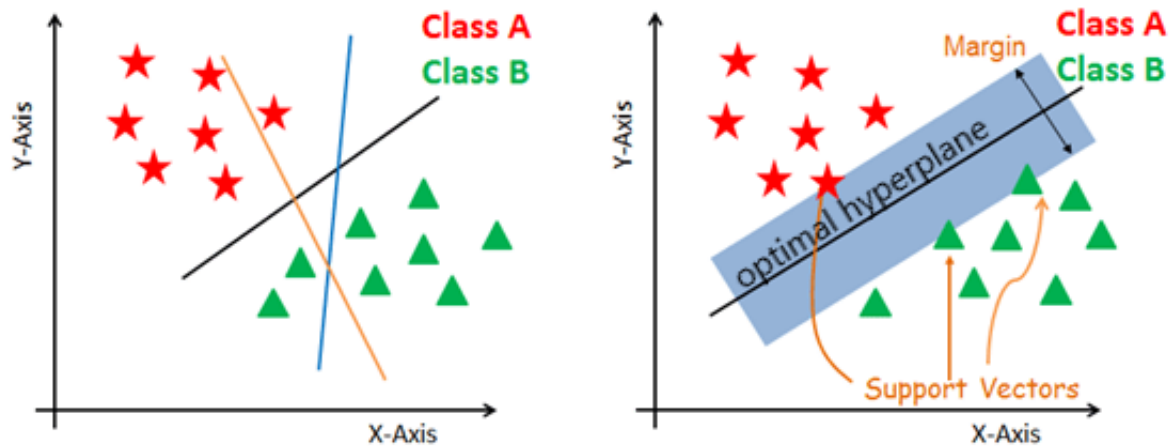 Class A
Class B
Y-Axis
X-Axis
Class A
Class B
Margin
Y-Axis
optimal hyperplane
Support Vectors
X-Axis